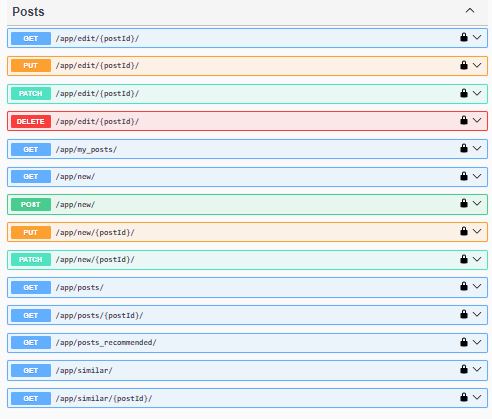 Posts
GET /app/edit/{postId}/
PUT /app/edit/{postId}/
PATCH /app/edit/{postId}/
DELETE /app/edit/{postId}/
GET /app/my_posts/
GET /app/new/
POST /app/new/
PUT /app/new/{postId}/
PATCH /app/new/{postId}/
GET /app/posts/
GET /app/posts/{postId}/
GET /app/posts_recommended/
GET /app/similar/
GET /app/similar/{postId}/